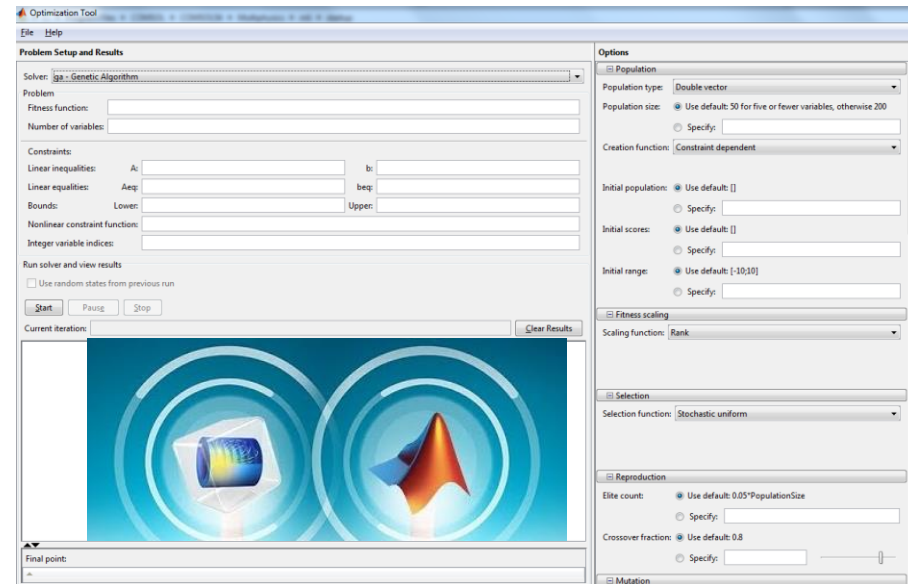 Optimization Tool
File Help
Problem Setup and Results
Solver: ga - Genetic Algorithm
Problem
Fitness function:
Number of variables:
Constraints:
Linear inequalities: A: b:
Linear equalities: Aeq: beq:
Bounds: Lower: Upper:
Nonlinear constraint function:
Integer variable indices:
Run solver and view results
Use random states from previous run
Start Pause Stop
Current iteration: Clear Results
Final point:
Options
Population
Population type: Double vector
Population size: Use default: 50 for five or fewer variables, otherwise 200
Specify:
Creation function: Constraint dependent
Initial population: Use default: []
Specify:
Initial scores: Use default: []
Specify:
Initial range: Use default: [-10;10]
Specify:
Fitness scaling
Scaling function: Rank
Selection
Selection function: Stochastic uniform
Reproduction
Elite count: Use default: 0.05*PopulationSize
Specify:
Crossover fraction: Use default: 0.8
Specify:
Mutation